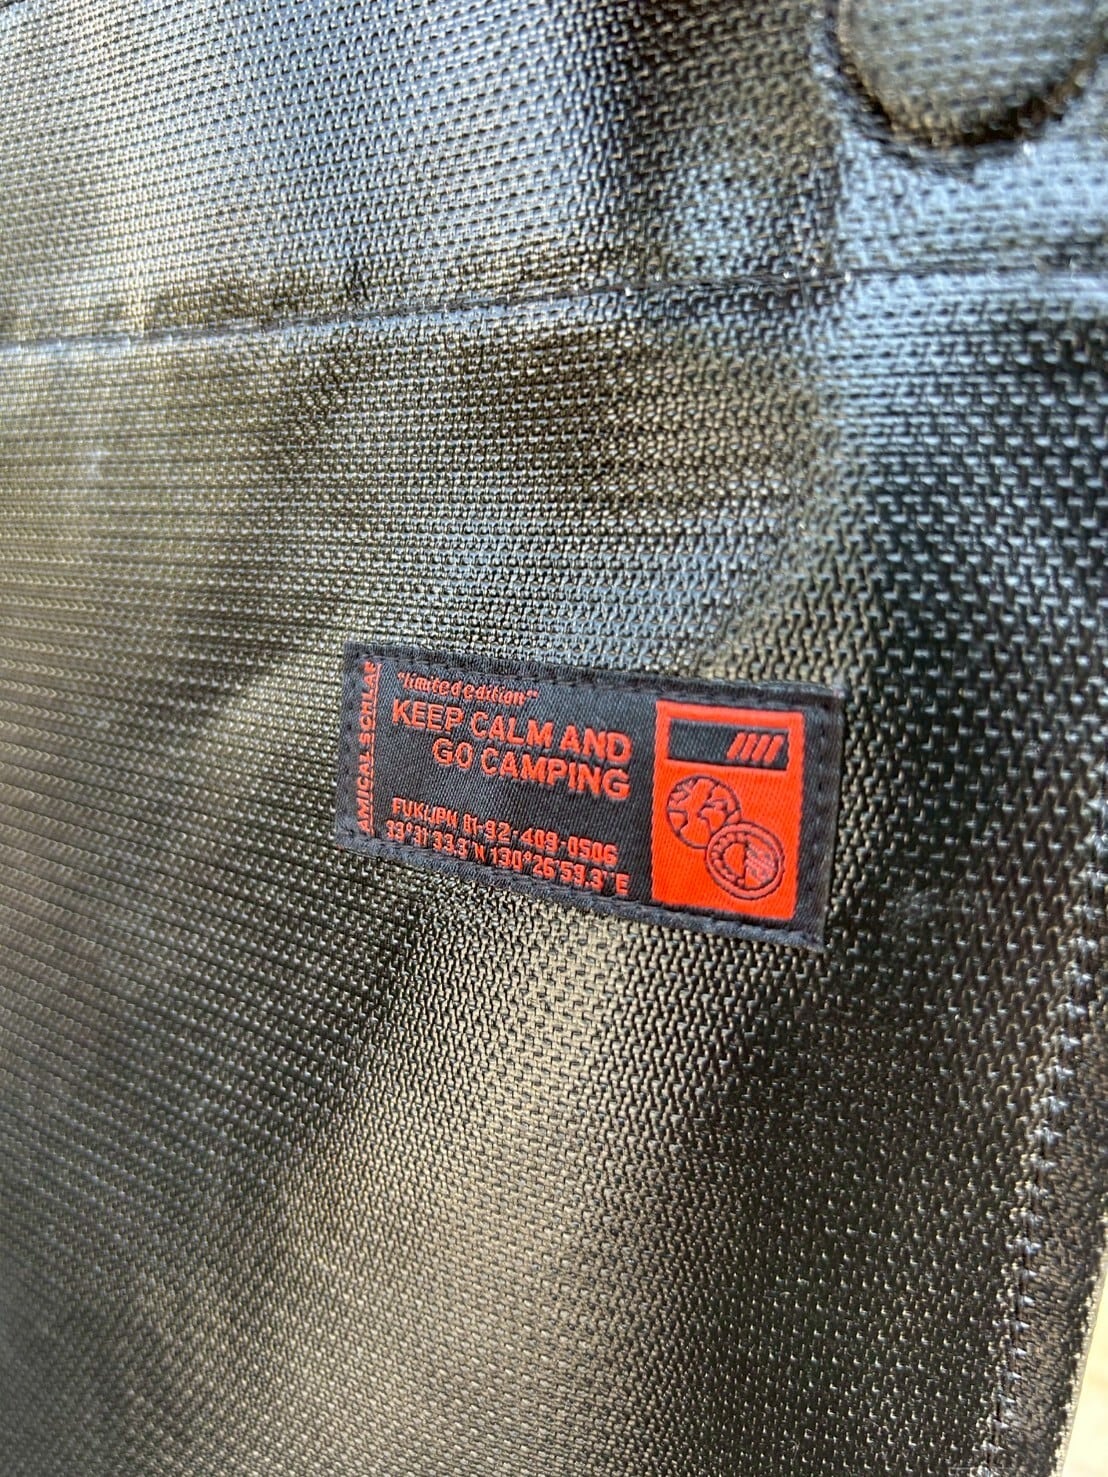 AMICAL SCHLAF
"limited edition"
KEEP CALM AND
GO CAMPING
FUK/JPN 81-92-409-0506
33°31'33.3"N 130°26'59.3"E